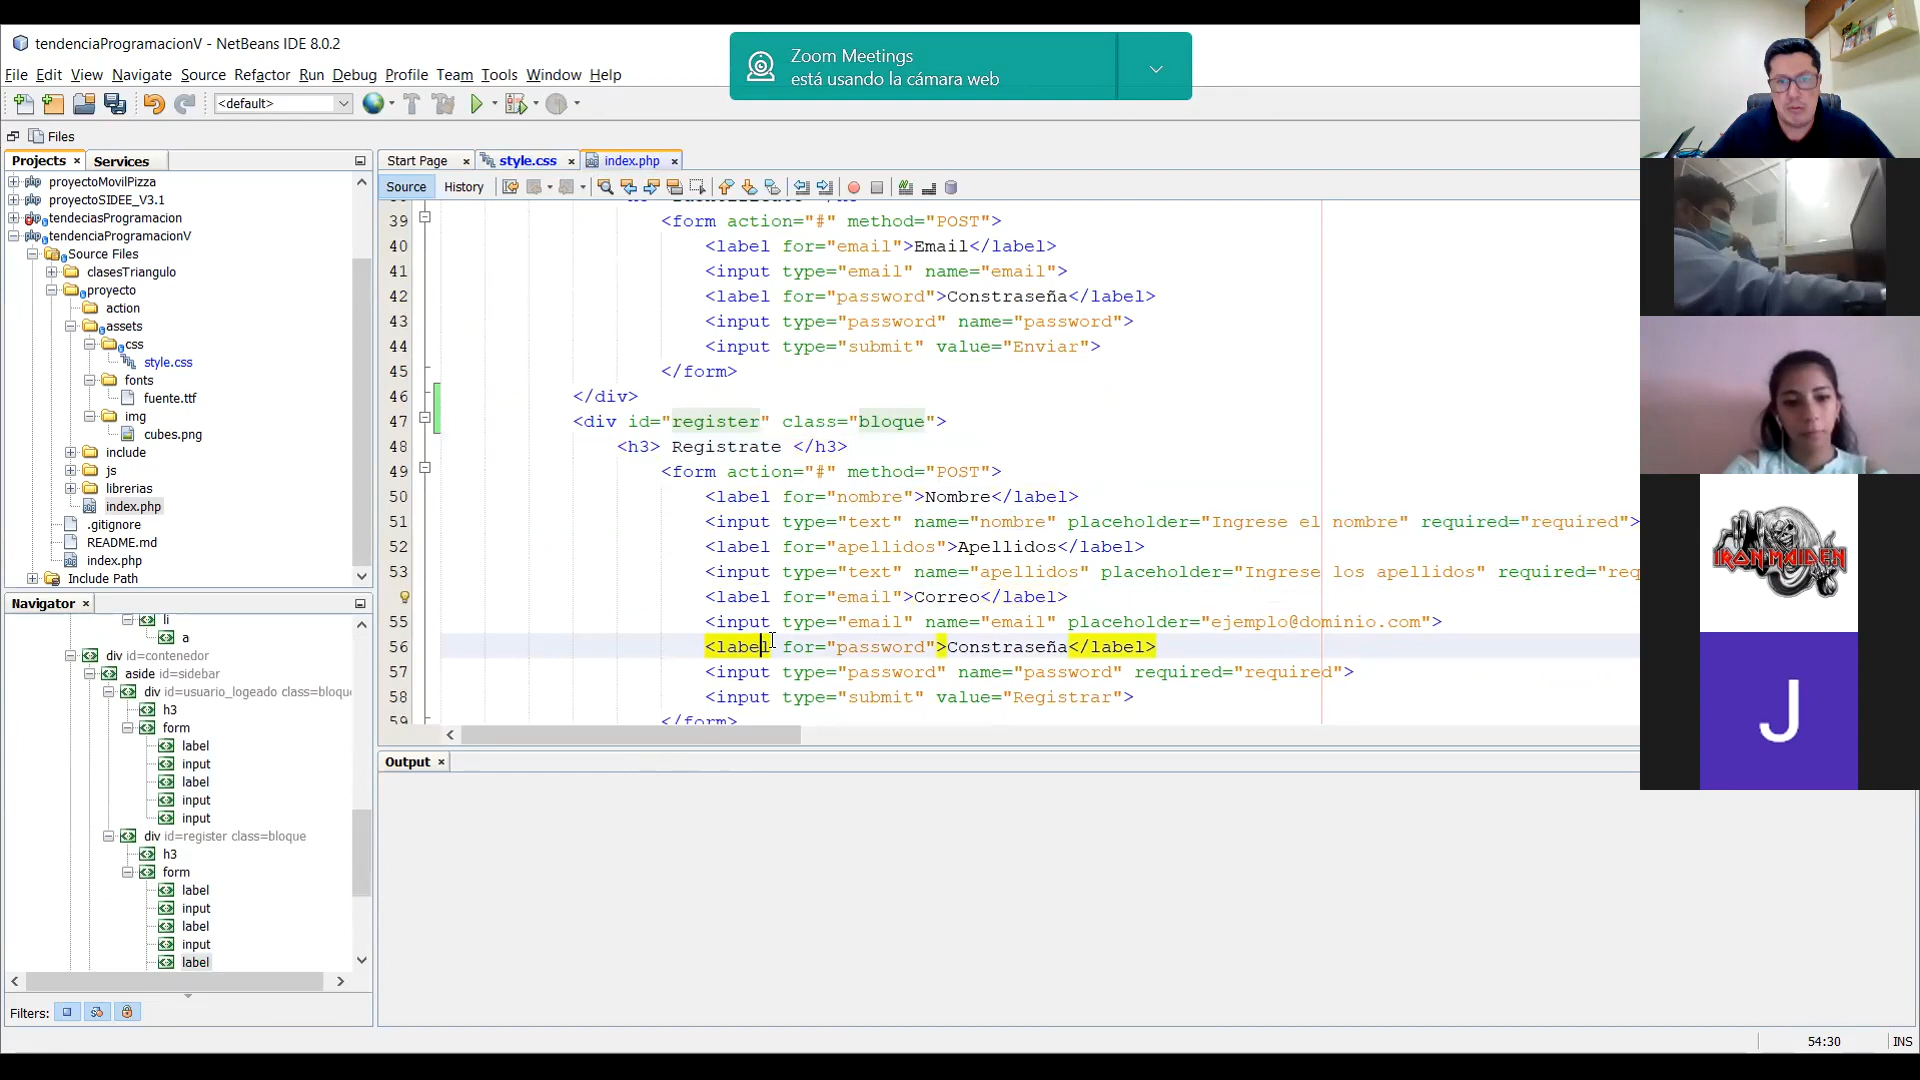 tendenciaProgramacionV - NetBeans IDE 8.0.2
Zoom Meetings
está usando la cámara web
File Edit View Navigate Source Refactor Run Debug Profile Team Tools Window Help
<default>
Files
Projects Services
proyectoMovilPizza
proyectoSIDEE_V3.1
tendeciasProgramacion
tendenciaProgramacionV
Source Files
clasesTriangulo
proyecto
action
assets
css
style.css
fonts
fuente.ttf
img
cubes.png
include
js
librerias
index.php
.gitignore
README.md
index.php
Include Path
Navigator
li
a
div id=contenedor
aside id=sidebar
div id=usuario_logeado class=bloque
h3
form
label
input
label
input
input
div id=register class=bloque
h3
form
label
input
label
input
label
Filters:
Start Page style.css index.php
Source History
39 <form action="#" method="POST">
40 <label for="email">Email</label>
41 <input type="email" name="email">
42 <label for="password">Constraseña</label>
43 <input type="password" name="password">
44 <input type="submit" value="Enviar">
45 </form>
46 </div>
47 <div id="register" class="bloque">
48 <h3> Registrate </h3>
49 <form action="#" method="POST">
50 <label for="nombre">Nombre</label>
51 <input type="text" name="nombre" placeholder="Ingrese el nombre" required="required">
52 <label for="apellidos">Apellidos</label>
53 <input type="text" name="apellidos" placeholder="Ingrese los apellidos" required="req
<label for="email">Correo</label>
55 <input type="email" name="email" placeholder="ejemplo@dominio.com">
56 <label for="password">Constraseña</label>
57 <input type="password" name="password" required="required">
58 <input type="submit" value="Registrar">
59 </form>
Output
54:30 INS
IRON MAIDEN
J